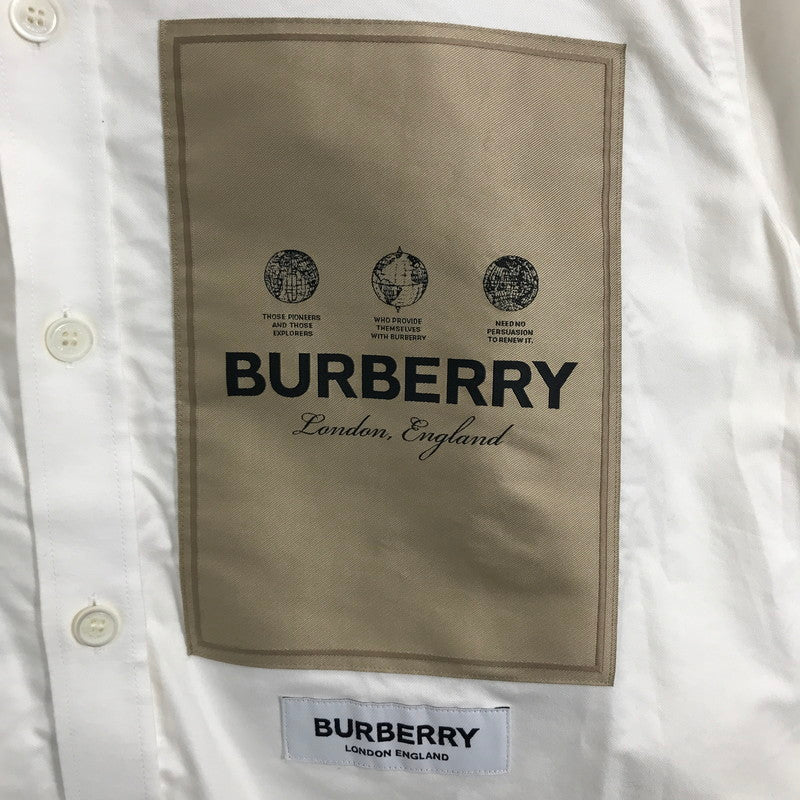 THOSE PIONEERS
AND THOSE
EXPLORERS
WHO PROVIDE
THEMSELVES
WITH BURBERRY
NEED NO
PERSUASION
TO RENEW IT.
BURBERRY
London, England
BURBERRY
LONDON ENGLAND